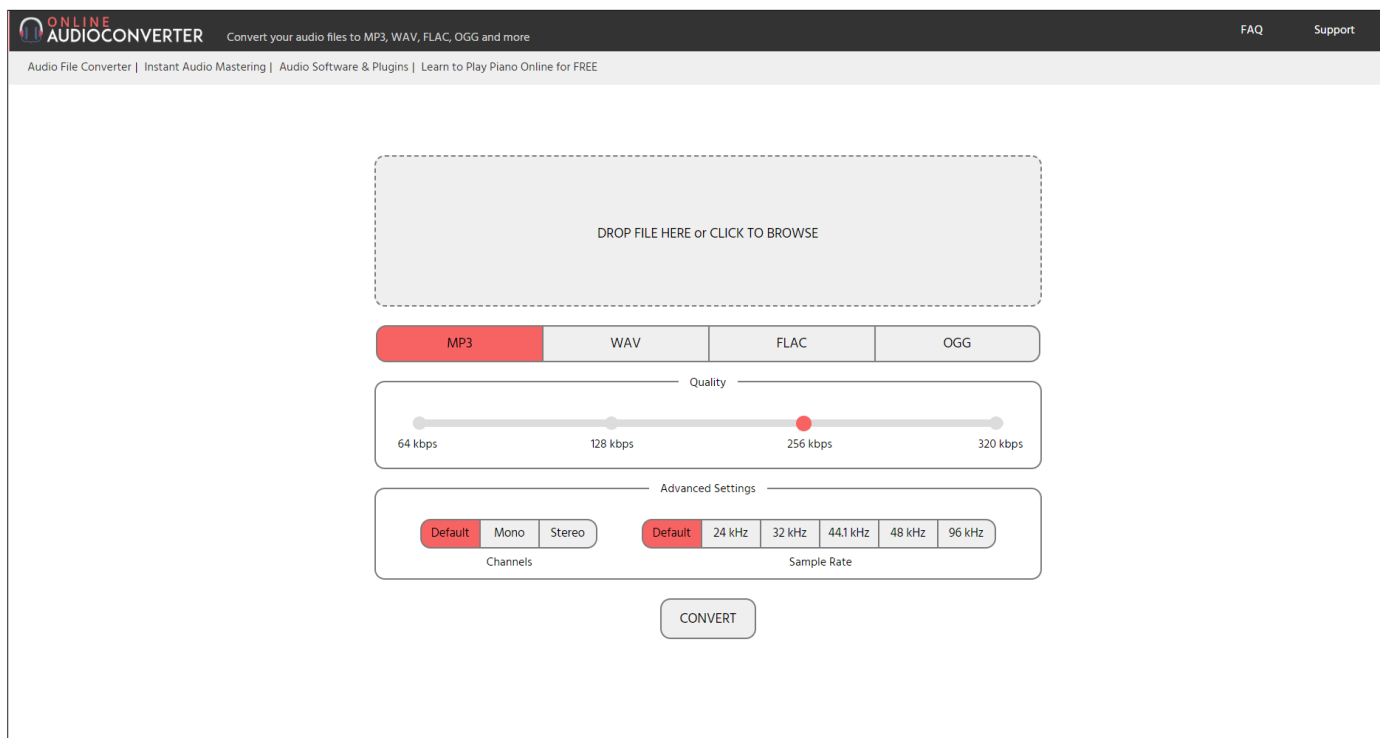 ONLINE
AUDIOCONVERTER
Convert your audio files to MP3, WAV, FLAC, OGG and more
FAQ
Support
Audio File Converter | Instant Audio Mastering | Audio Software & Plugins | Learn to Play Piano Online for FREE
DROP FILE HERE or CLICK TO BROWSE
MP3 WAV FLAC OGG
Quality
64 kbps 128 kbps 256 kbps 320 kbps
Advanced Settings
Default Mono Stereo Default 24 kHz 32 kHz 44.1 kHz 48 kHz 96 kHz
Channels Sample Rate
CONVERT